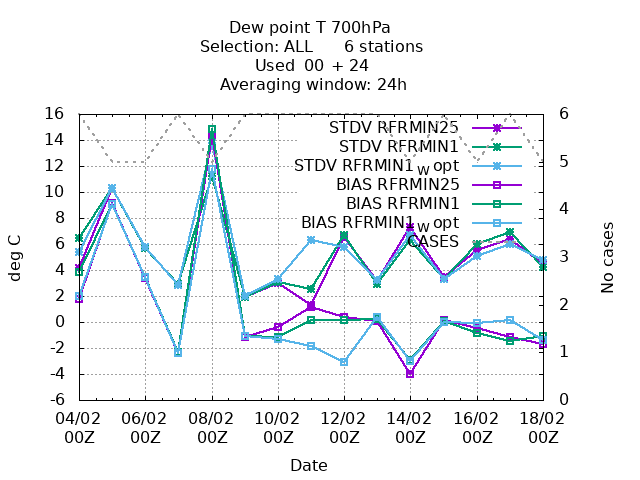 Dew point T 700hPa
Selection: ALL 6 stations
Used 00 + 24
Averaging window: 24h
16 6
STDV RFRMIN25
14
STDV RFRMIN1
12 5
STDV RFRMIN1_w opt
10
BIAS RFRMIN25
8 4
BIAS RFRMIN1
BIAS RFRMIN1_w opt
6
CASES
4 3
2
0 2
-2
-4 1
-6 0
deg C
No cases
04/02 06/02 08/02 10/02 12/02 14/02 16/02 18/02
00Z 00Z 00Z 00Z 00Z 00Z 00Z 00Z
Date